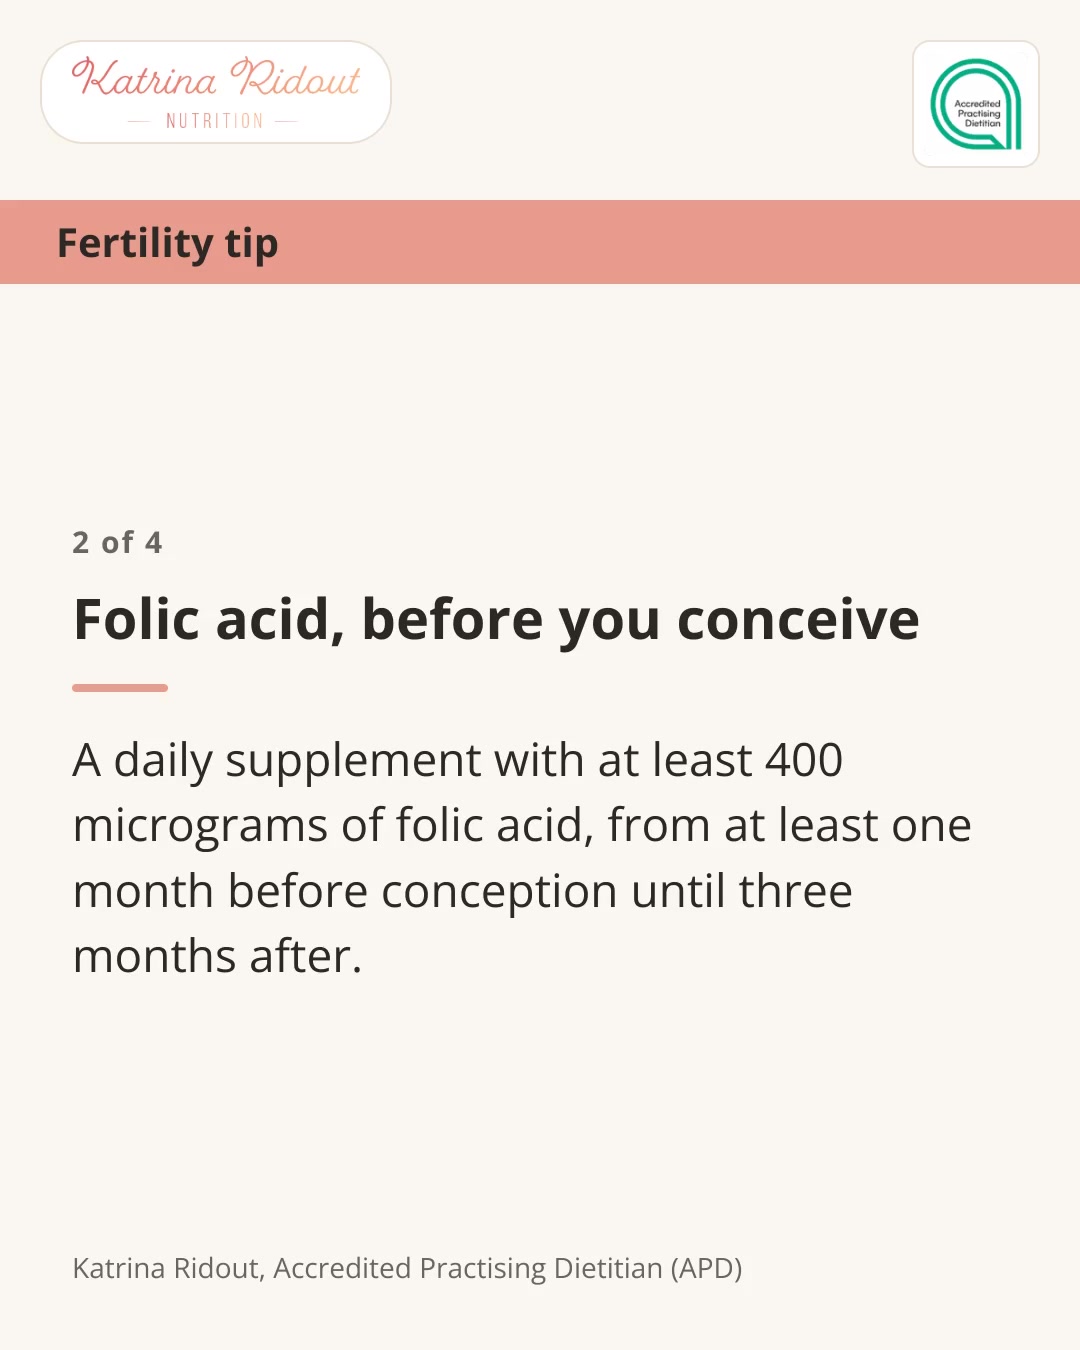 Katrina Ridout
NUTRITION
Accredited
Practising
Dietitian
Fertility tip
2 of 4
Folic acid, before you conceive
A daily supplement with at least 400
micrograms of folic acid, from at least one
month before conception until three
months after.
Katrina Ridout, Accredited Practising Dietitian (APD)